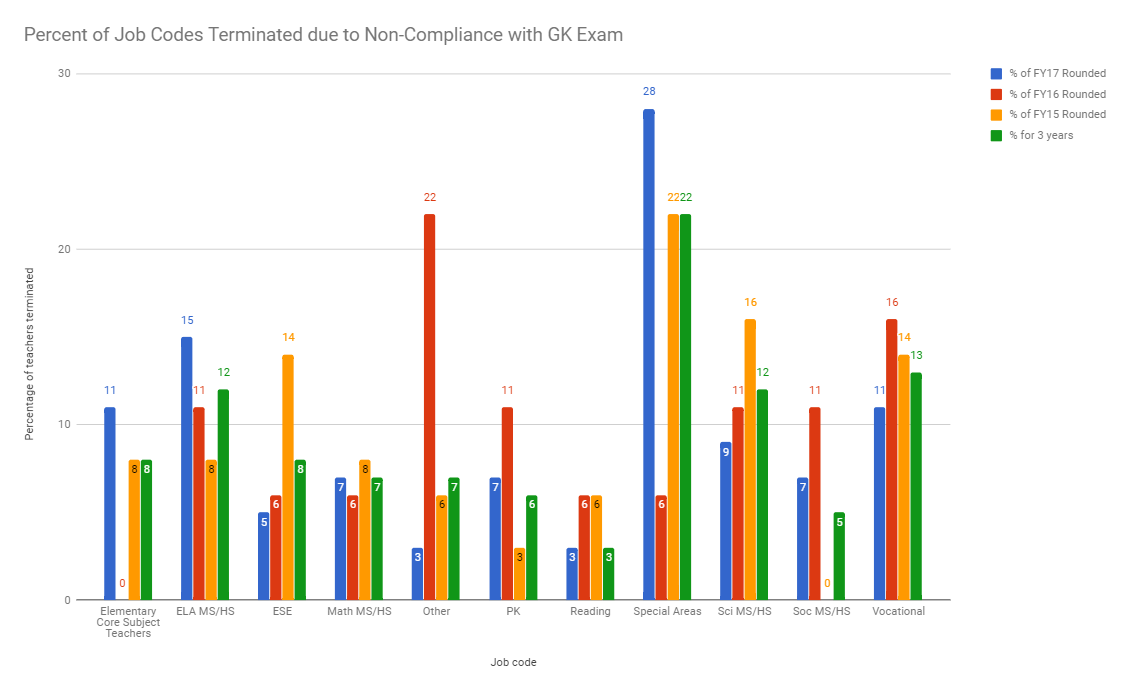 Percent of Job Codes Terminated due to Non-Compliance with GK Exam
% of FY17 Rounded
% of FY16 Rounded
% of FY15 Rounded
% for 3 years
Percentage of teachers terminated
30
20
10
0
11 0 8 8
15 11 8 12
5 6 14 8
7 6 8 7
3 22 6 7
7 11 3 6
3 6 6 3
28 6 22 22
9 11 16 12
7 11 0 5
11 16 14 13
Elementary
Core Subject
Teachers
ELA MS/HS
ESE
Math MS/HS
Other
PK
Reading
Special Areas
Sci MS/HS
Soc MS/HS
Vocational
Job code